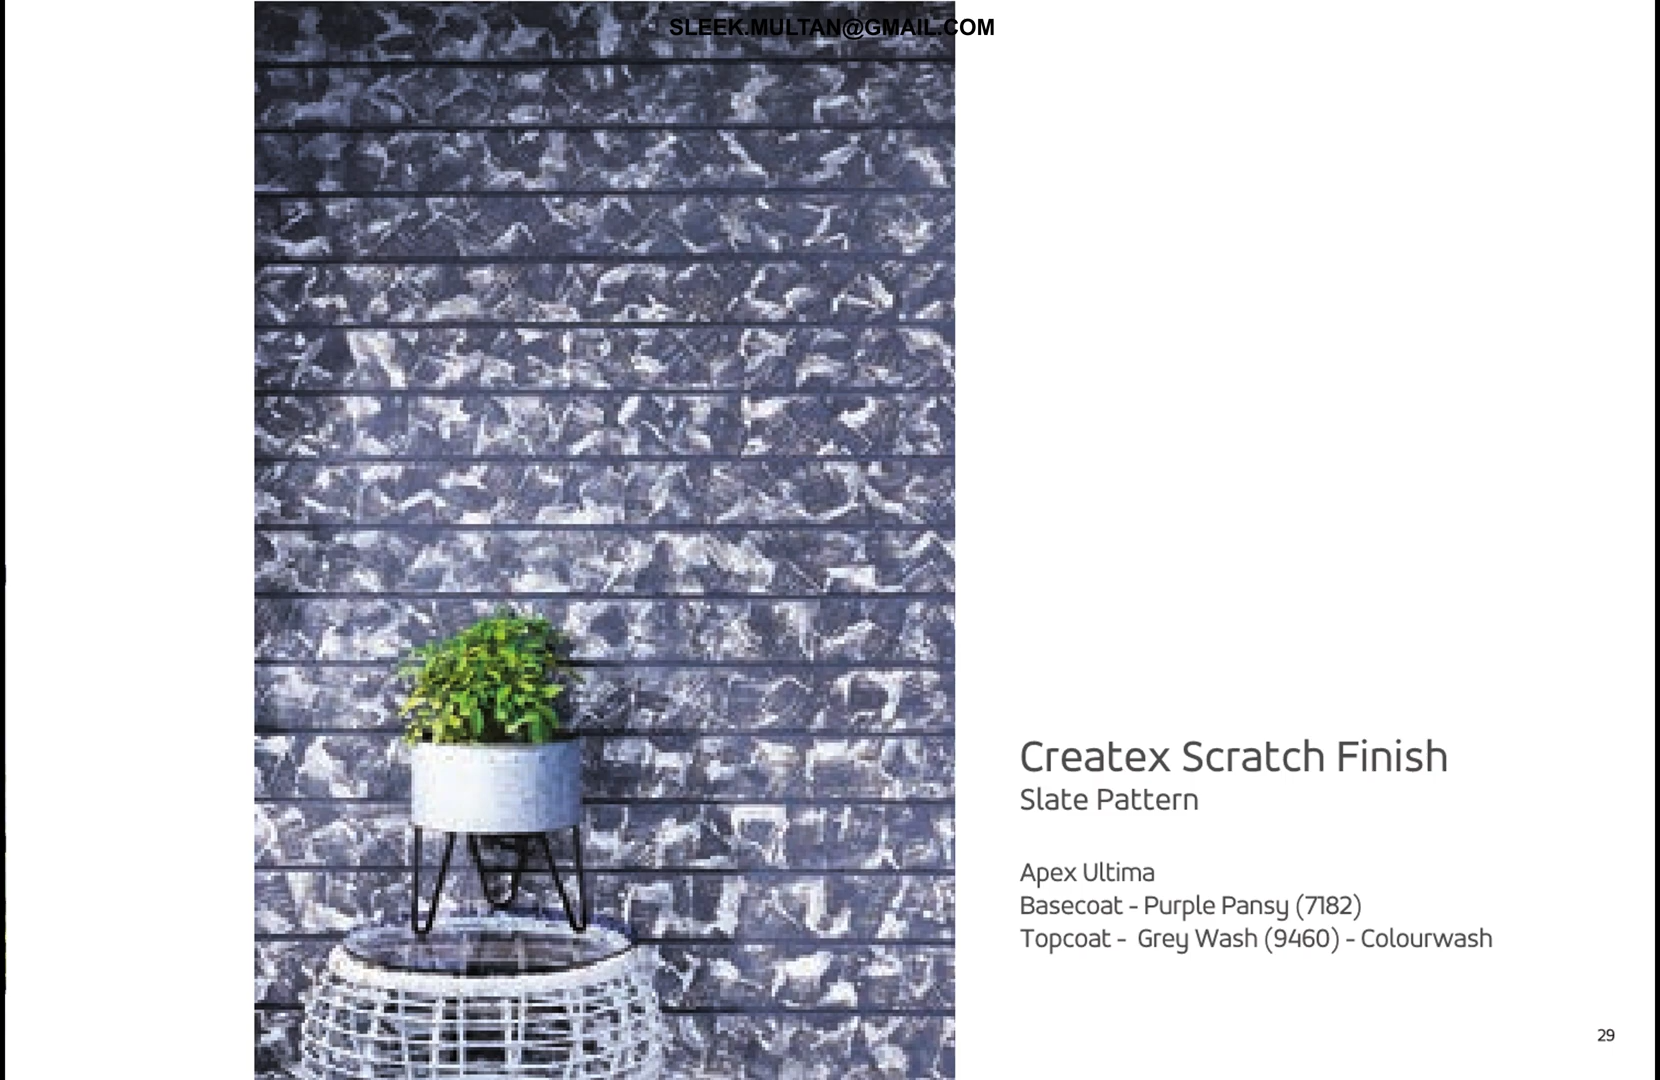 SLEEK.MULTAN@GMAIL.COM
Createx Scratch Finish
Slate Pattern
Apex Ultima
Basecoat - Purple Pansy (7182)
Topcoat -  Grey Wash (9460) - Colourwash
29